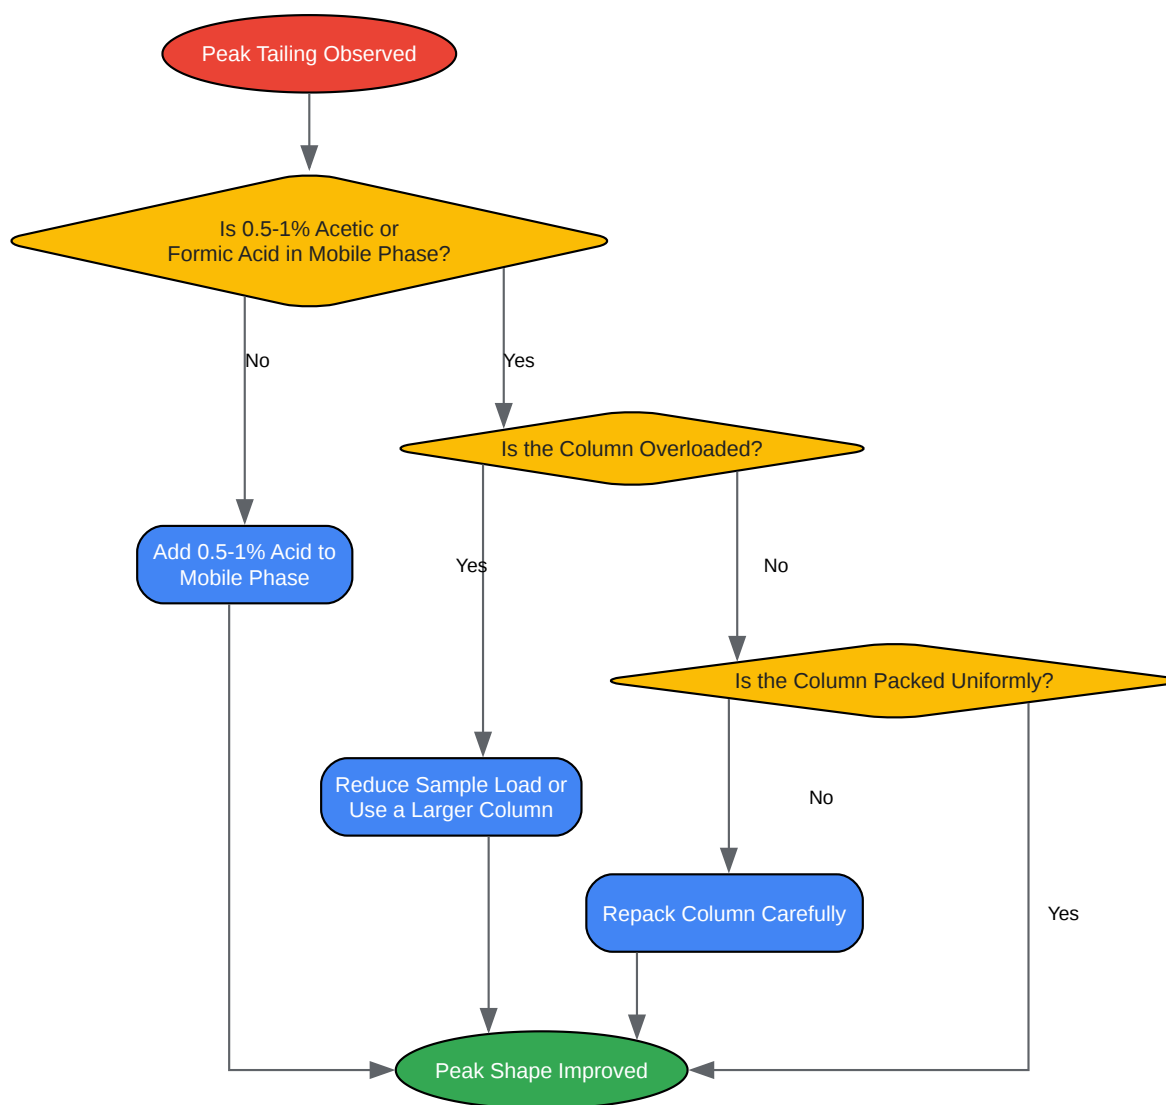 Peak Tailing Observed
Is 0.5-1% Acetic or
Formic Acid in Mobile Phase?
No
Yes
Is the Column Overloaded?
Add 0.5-1% Acid to
Mobile Phase
Yes
No
Is the Column Packed Uniformly?
Reduce Sample Load or
Use a Larger Column
No
Repack Column Carefully
Yes
Peak Shape Improved